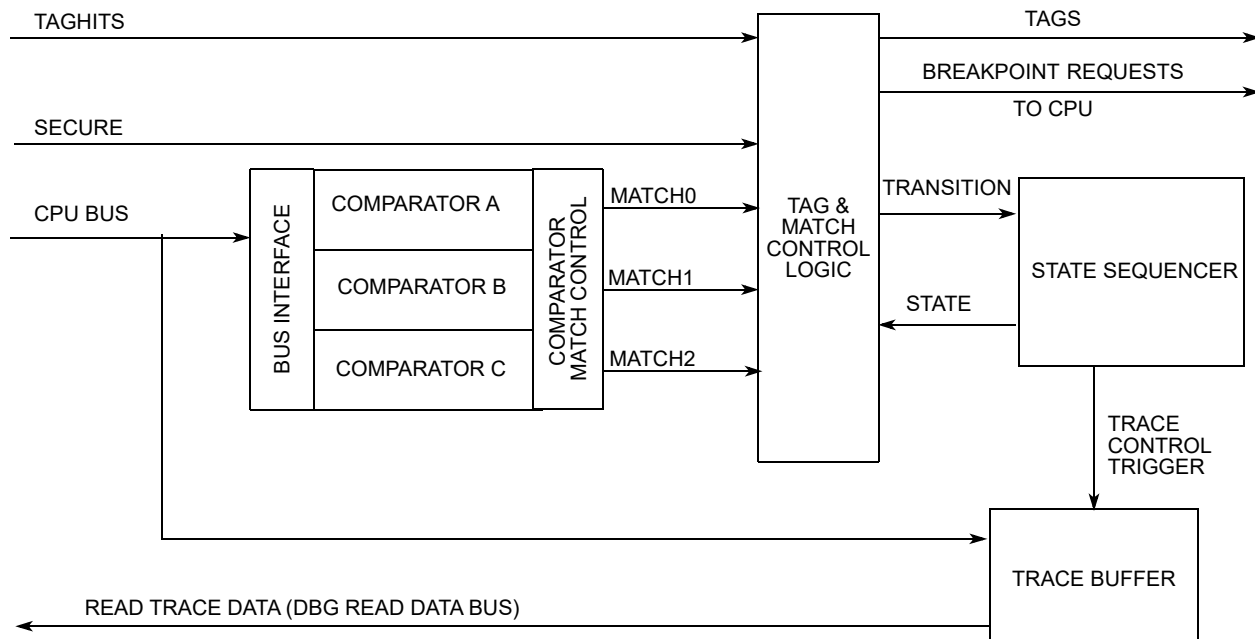 TAGHITS
TAGS
BREAKPOINT REQUESTS
TO CPU
SECURE
CPU BUS
BUS INTERFACE
COMPARATOR A
COMPARATOR B
COMPARATOR C
COMPARATOR
MATCH CONTROL
MATCH0
MATCH1
MATCH2
TAG &
MATCH
CONTROL
LOGIC
TRANSITION
STATE
STATE SEQUENCER
TRACE
CONTROL
TRIGGER
TRACE BUFFER
READ TRACE DATA (DBG READ DATA BUS)